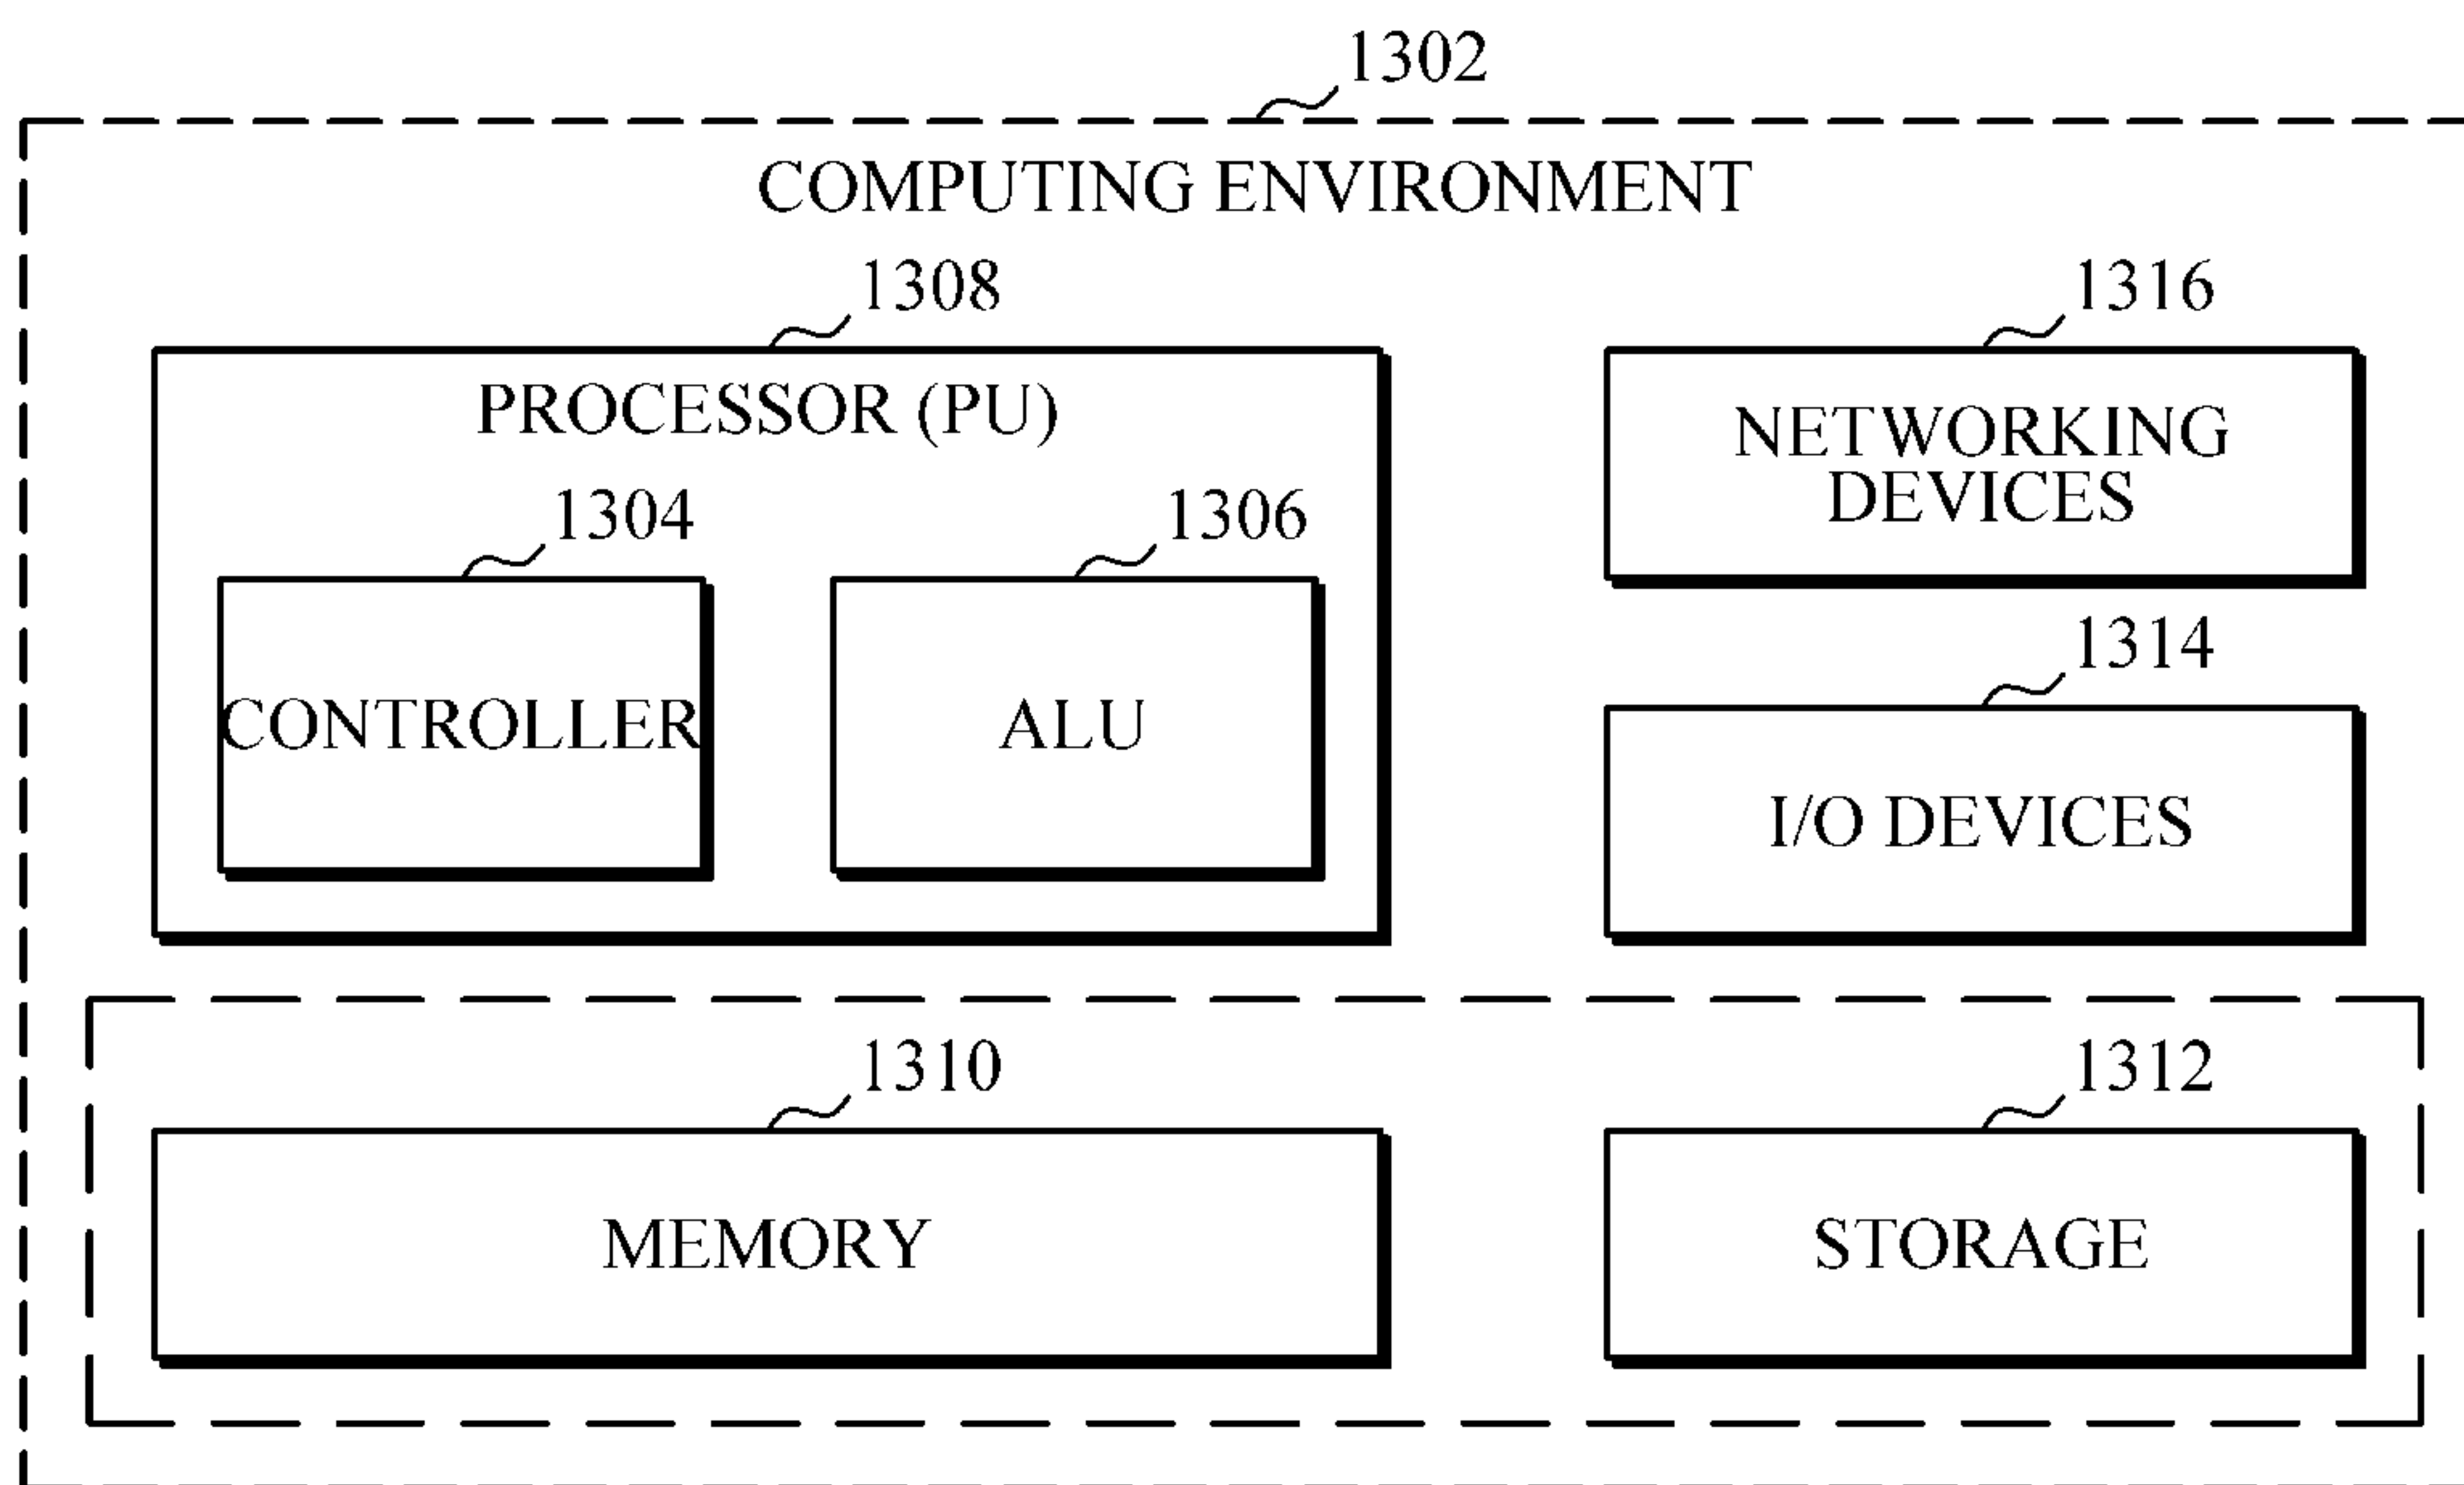 1302
COMPUTING ENVIRONMENT
1308
PROCESSOR (PU)
1304
CONTROLLER
1306
ALU
1316
NETWORKING
DEVICES
1314
I/O DEVICES
1310
MEMORY
1312
STORAGE